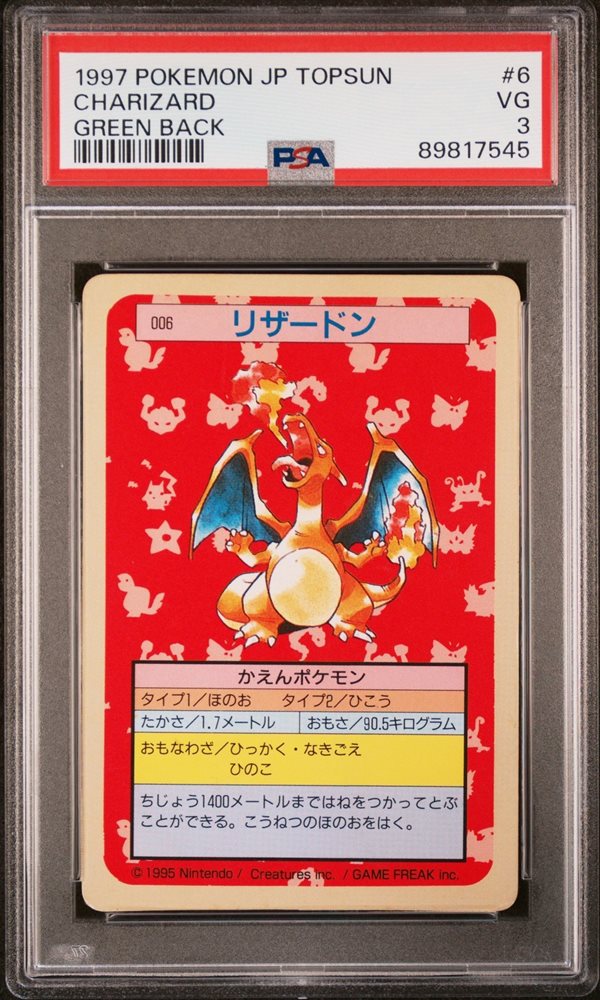 1997 POKEMON JP TOPSUN #6
CHARIZARD VG
GREEN BACK 3
PSA 89817545
006 リザードン
かえんポケモン
タイプ1/ほのお タイプ2/ひこう
たかさ/1.7メートル おもさ/90.5キログラム
おもなわざ/ひっかく・なきごえ
ひのこ
ちじょう1400メートルまではねをつかってとぶ
ことができる。こうねつのほのおをはく。
©1995 Nintendo / Creatures inc. / GAME FREAK inc.